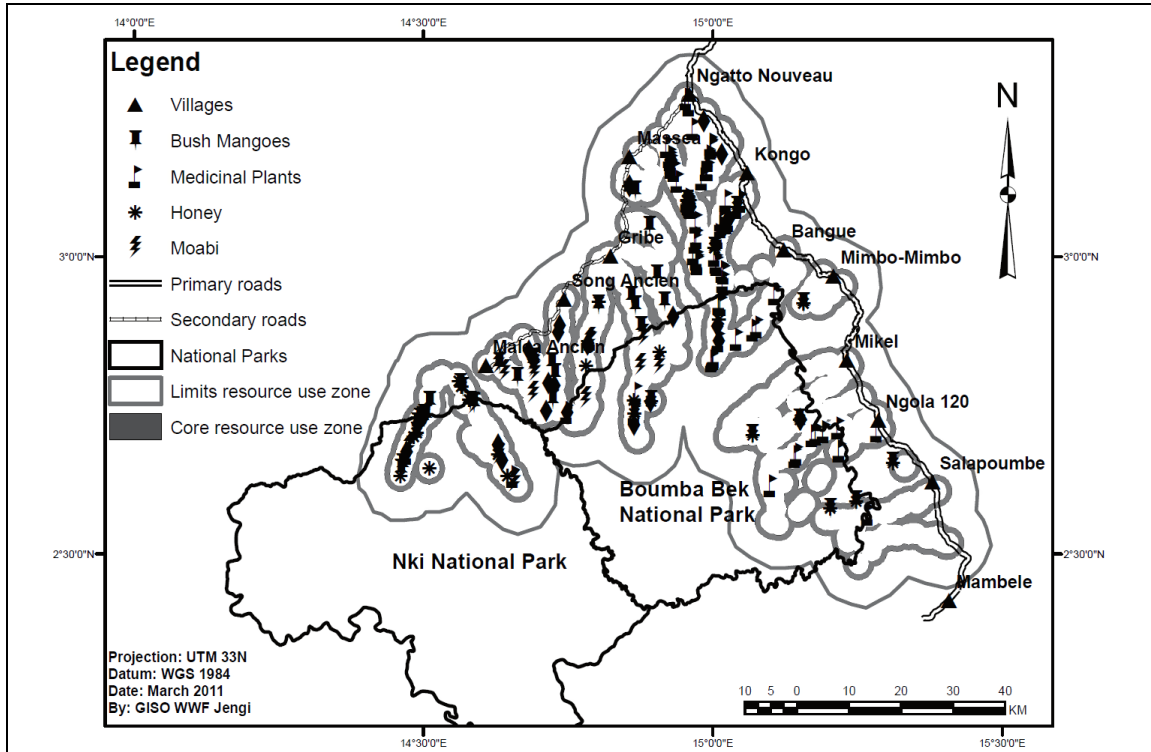 14°0'0"E
14°30'0"E
15°0'0"E
Legend
Villages
Bush Mangoes
Medicinal Plants
Honey
Moabi
Primary roads
Secondary roads
National Parks
Limits resource use zone
Core resource use zone
N
Ngatto Nouveau
Massea
Kongo
Gribe
Bangue
3°0'0"N
3°0'0"N
Mimbo-Mimbo
Song Ancien
Mikel
Malea Ancien
Ngola 120
Salapoumbe
Boumba Bek
National Park
2°30'0"N
2°30'0"N
Nki National Park
Mambele
Projection: UTM 33N
Datum: WGS 1984
Date: March 2011
By: GISO WWF Jengi
10 5 0 10 20 30 40
KM
14°30'0"E
15°0'0"E
15°30'0"E